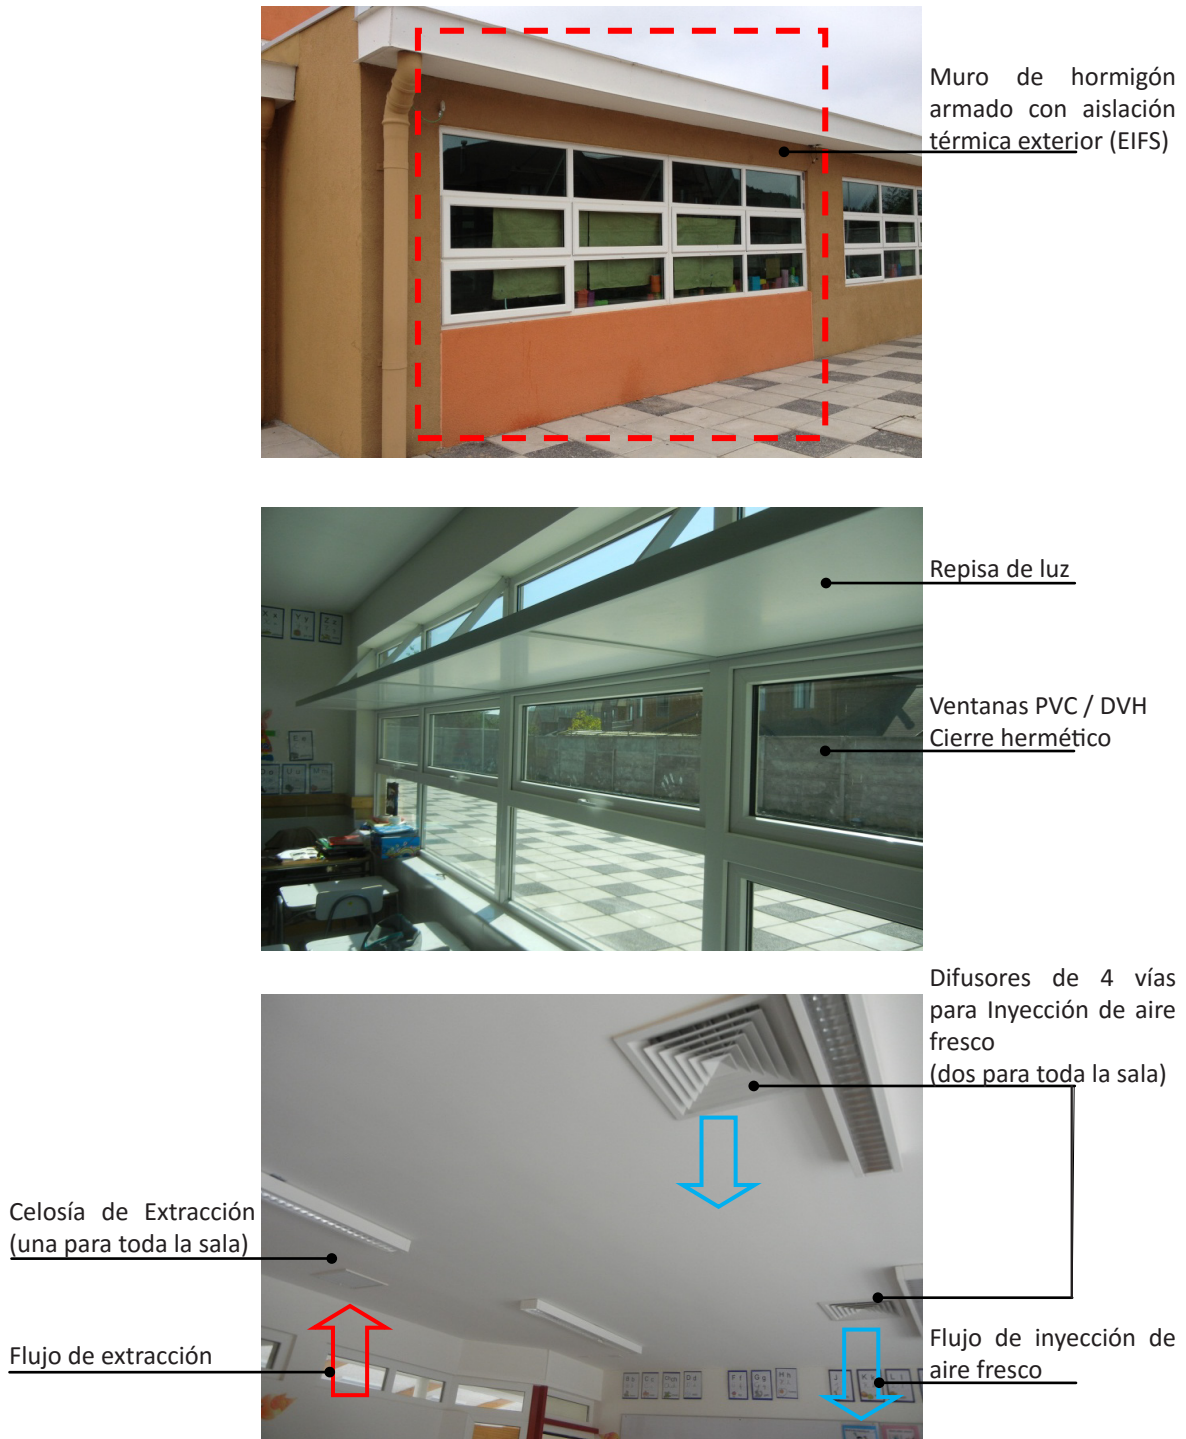 Muro de hormigón
armado con aislación
térmica exterior (EIFS)
Repisa de luz
Ventanas PVC / DVH
Cierre hermético
Difusores de 4 vías
para Inyección de aire
fresco
(dos para toda la sala)
Celosía de Extracción
(una para toda la sala)
Flujo de extracción
Flujo de inyección de
aire fresco